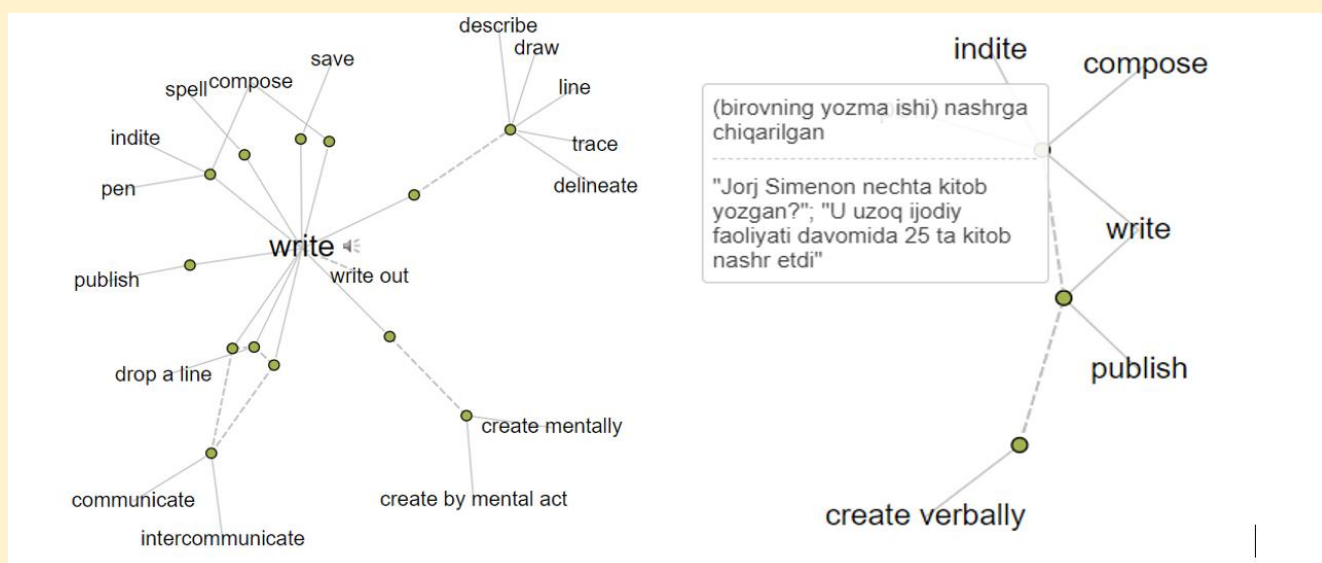 describe
draw
save
line
spell
compose
indite
trace
pen
delineate
write
write out
publish
drop a line
create mentally
communicate
create by mental act
intercommunicate
indite
compose
(birovning yozma ishi) nashrga
chiqarilgan
"Jorj Simenon nechta kitob
yozgan?"; "U uzoq ijodiy
faoliyati davomida 25 ta kitob
nashr etdi"
write
publish
create verbally